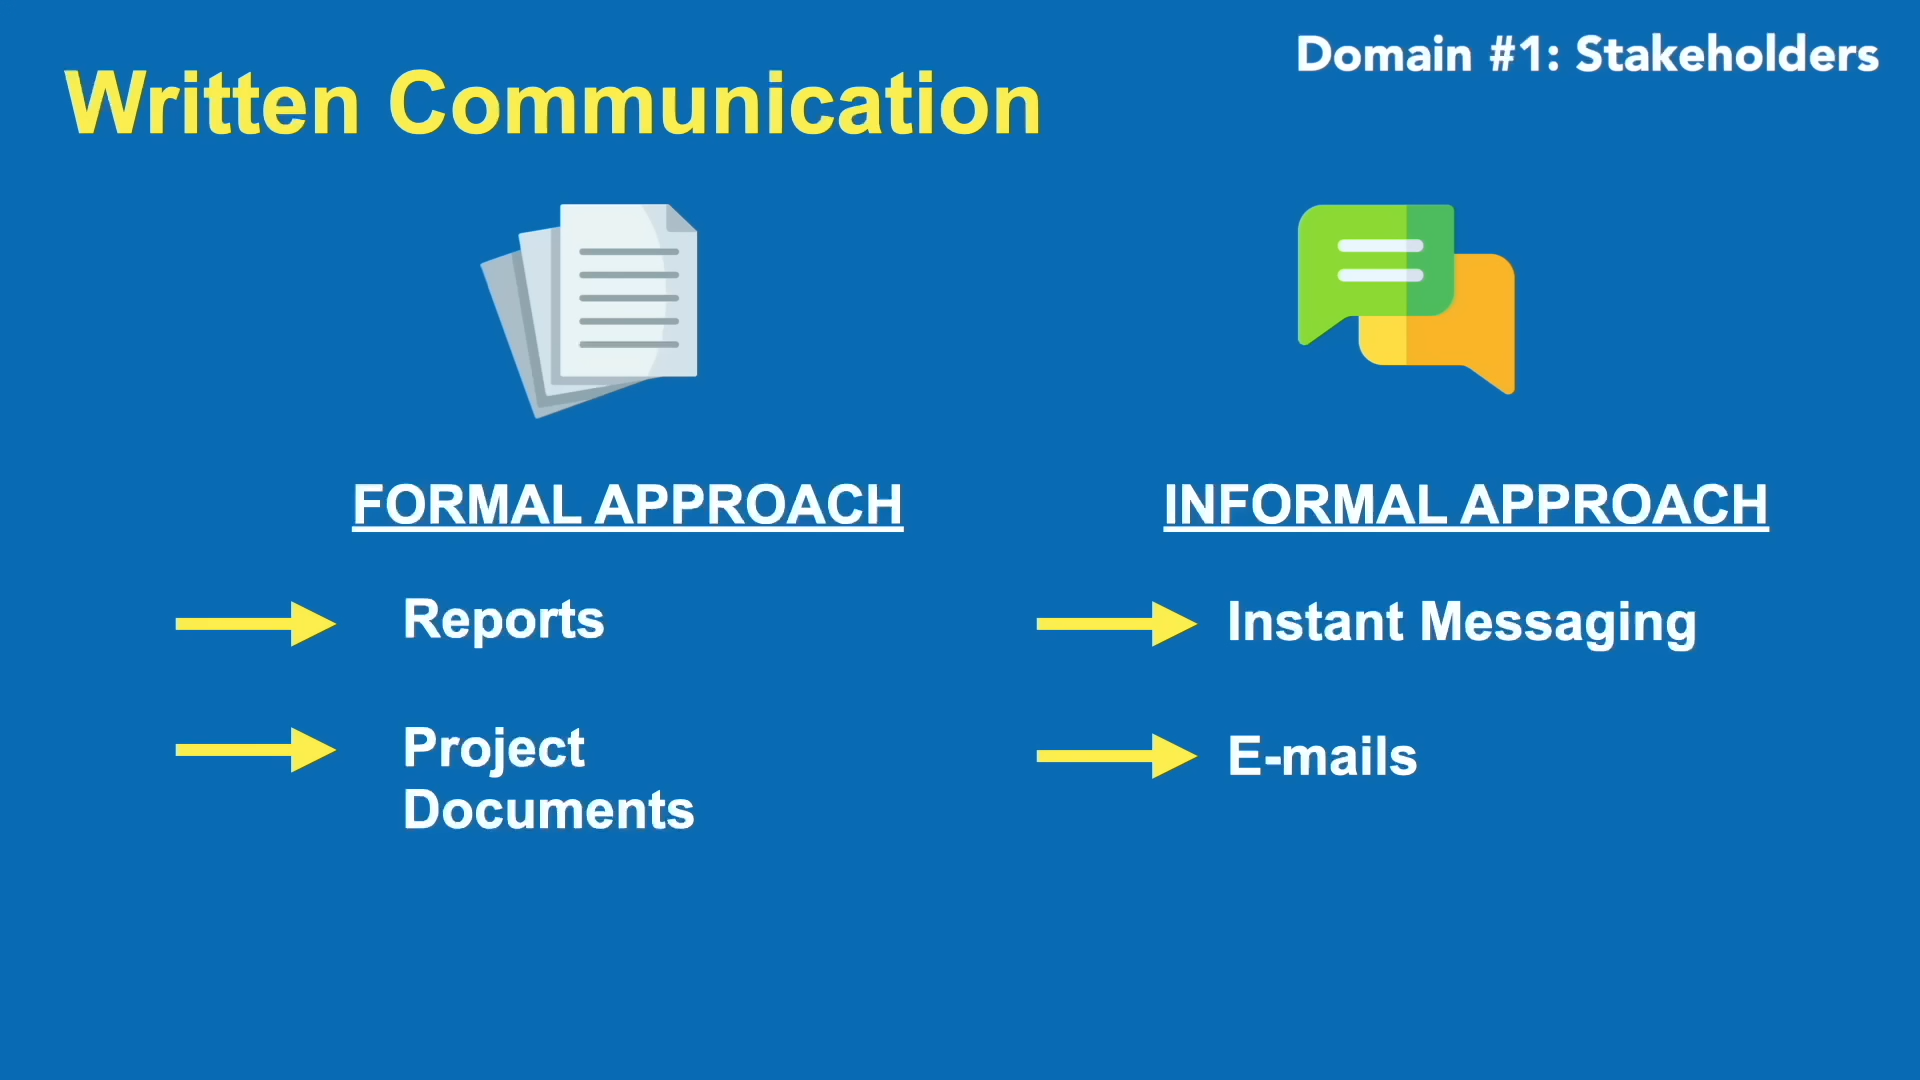 Domain #1: Stakeholders
Written Communication
FORMAL APPROACH
Reports
Project
Documents
INFORMAL APPROACH
Instant Messaging
E-mails